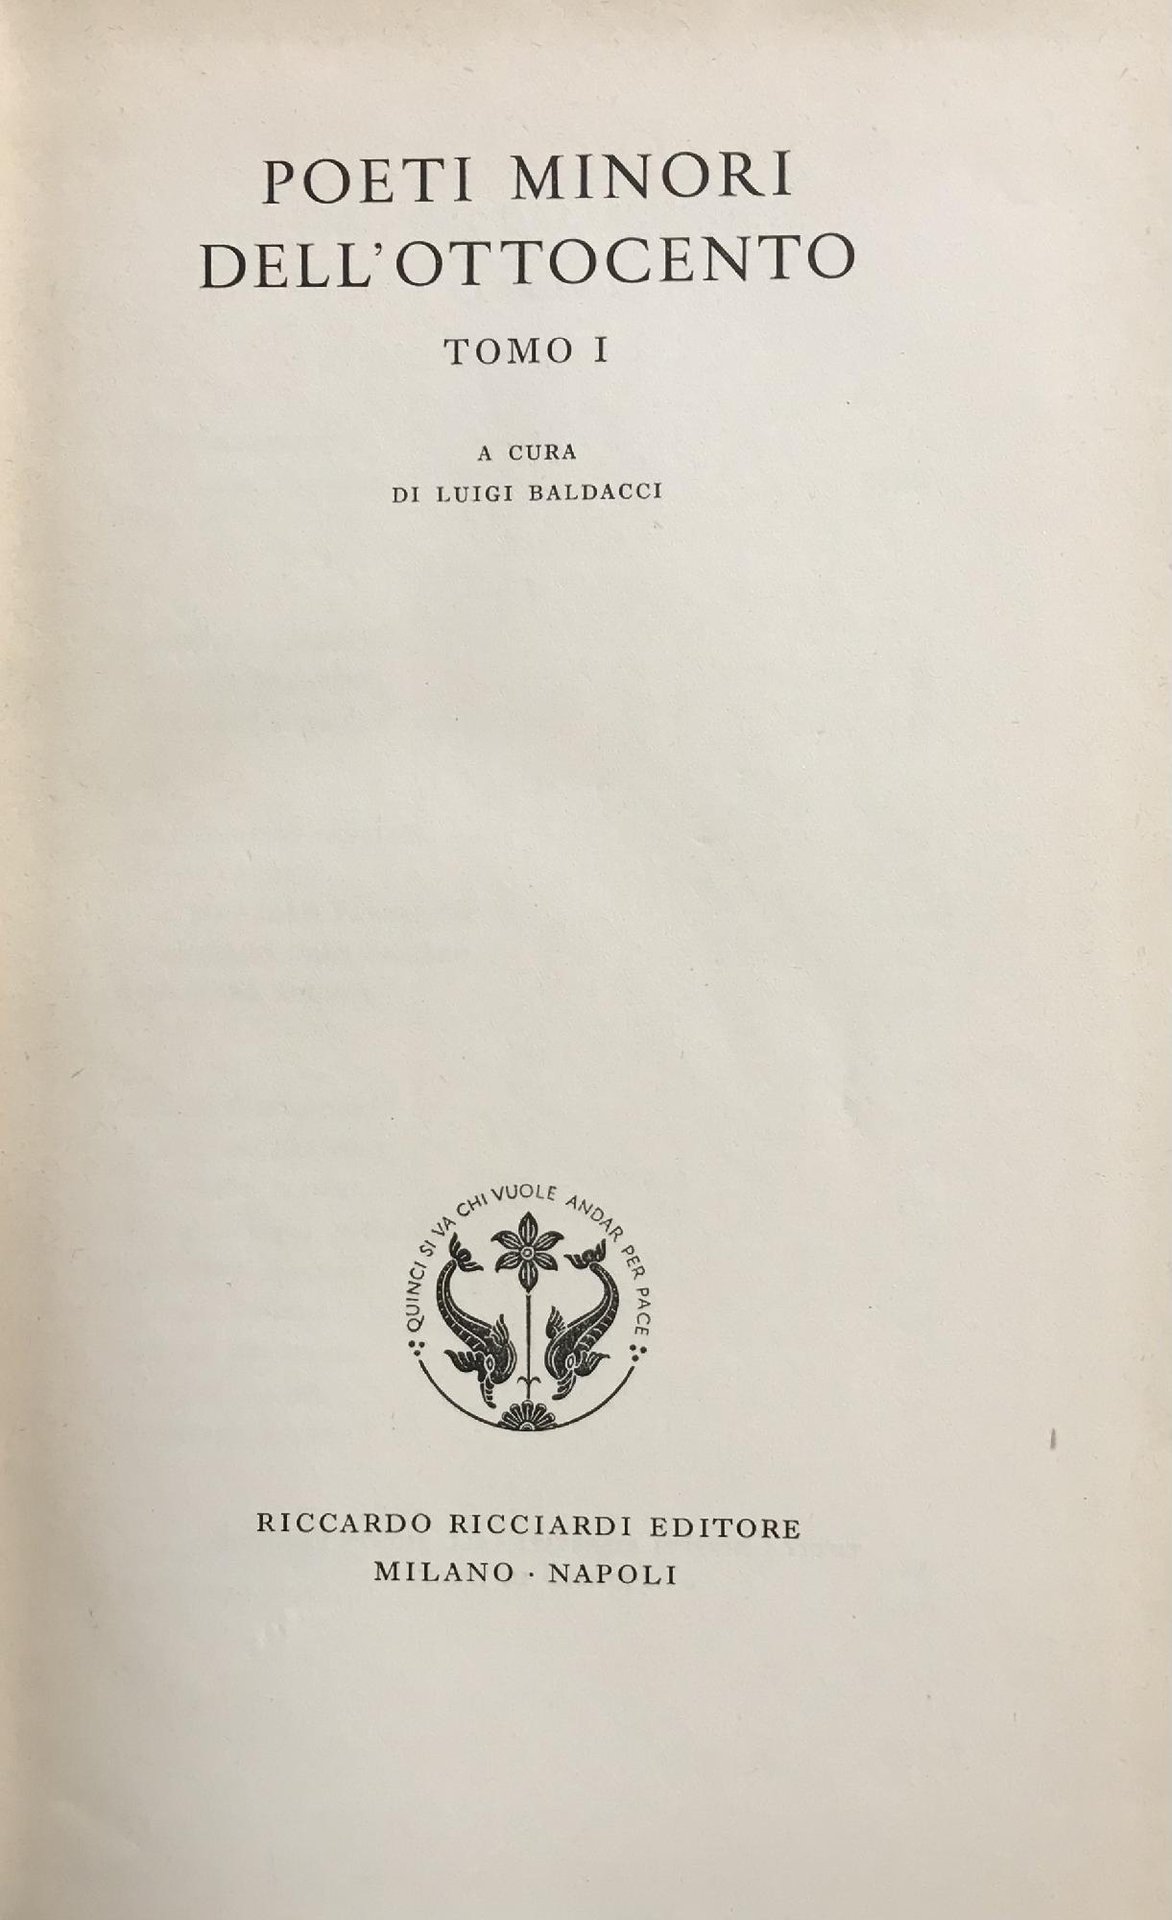 POETI MINORI
DELL'OTTOCENTO
TOMO I
A CURA
DI LUIGI BALDACCI
QUINCI SI VA CHI VUOLE ANDAR PER PACE
RICCARDO RICCIARDI EDITORE
MILANO · NAPOLI